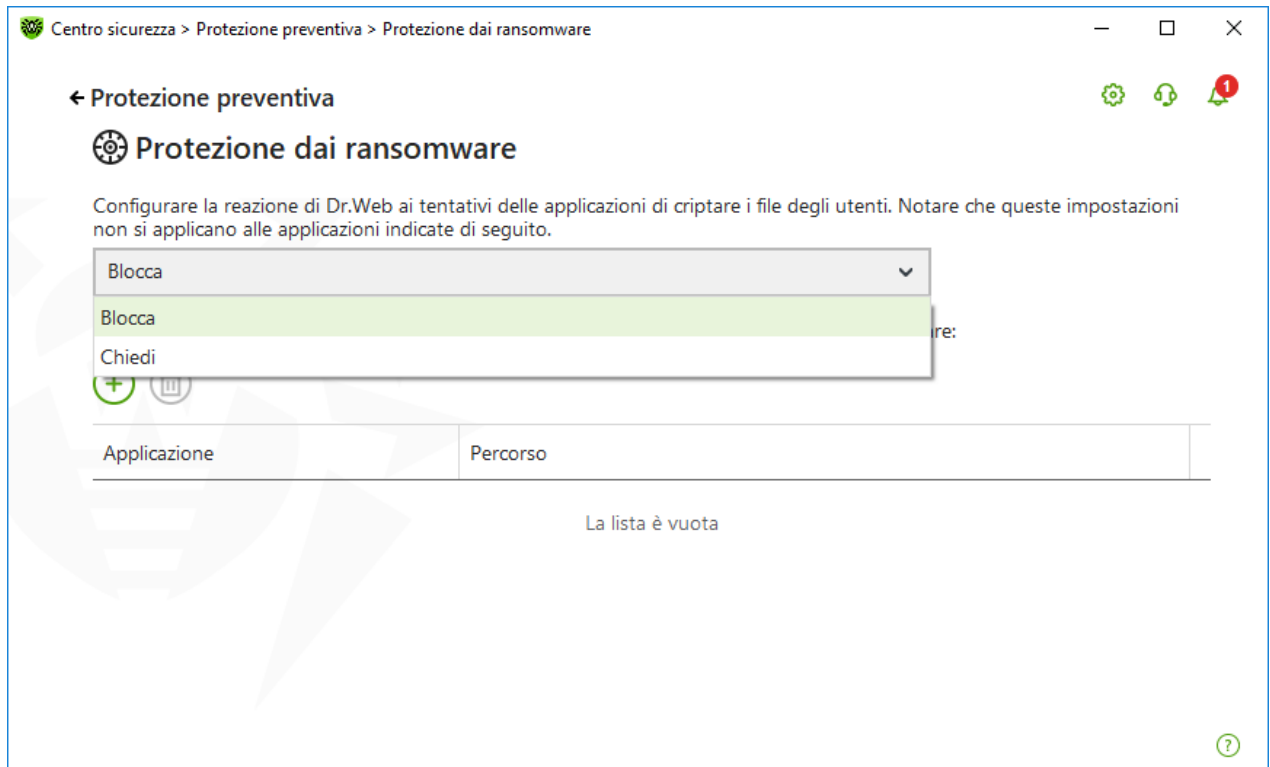 Centro sicurezza > Protezione preventiva > Protezione dai ransomware
1
Protezione preventiva
Protezione dai ransomware
Configurare la reazione di Dr.Web ai tentativi delle applicazioni di criptare i file degli utenti. Notare che queste impostazioni
non si applicano alle applicazioni indicate di seguito.
Blocca
Blocca
Chiedi
Applicazione
Percorso
La lista è vuota
?